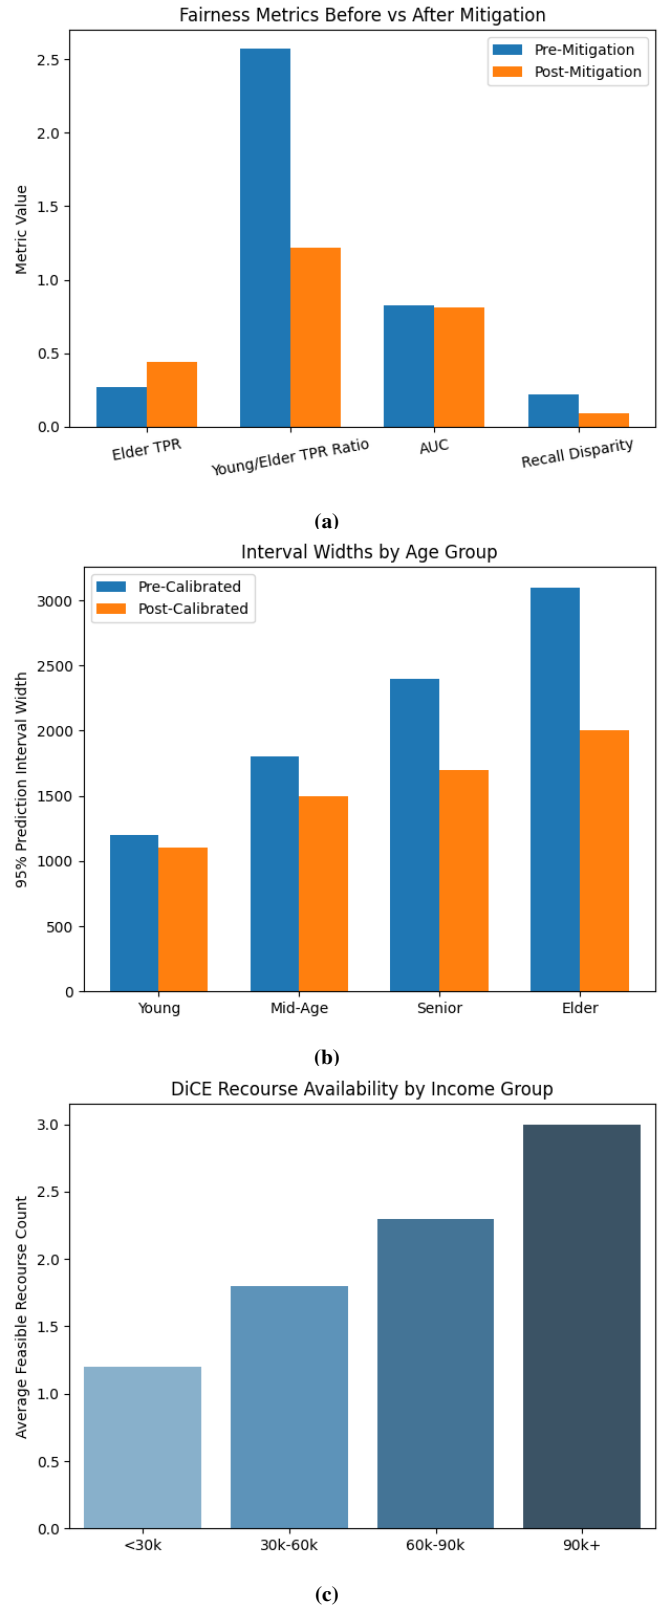 Fairness Metrics Before vs After Mitigation
Pre-Mitigation
Post-Mitigation
Metric Value
2.5
2.0
1.5
1.0
0.5
0.0
Elder TPR
Young/Elder TPR Ratio
AUC
Recall Disparity
(a)
Interval Widths by Age Group
Pre-Calibrated
Post-Calibrated
95% Prediction Interval Width
3000
2500
2000
1500
1000
500
0
Young
Mid-Age
Senior
Elder
(b)
DiCE Recourse Availability by Income Group
Average Feasible Recourse Count
3.0
2.5
2.0
1.5
1.0
0.5
0.0
<30k
30k-60k
60k-90k
90k+
(c)